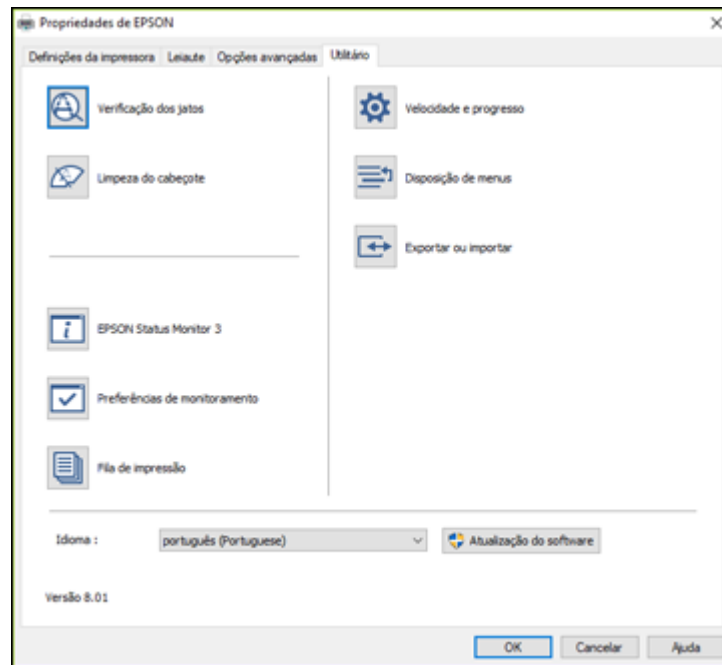 Propriedades de EPSON
Definições da impressora Leiaute Opções avançadas Utilitário
Verificação dos jatos
Limpeza do cabeçote
EPSON Status Monitor 3
Preferências de monitoramento
Fila de impressão
Velocidade e progresso
Disposição de menus
Exportar ou importar
Idioma : português (Portuguese) Atualização do software
Versão 8.01
OK Cancelar Ajuda